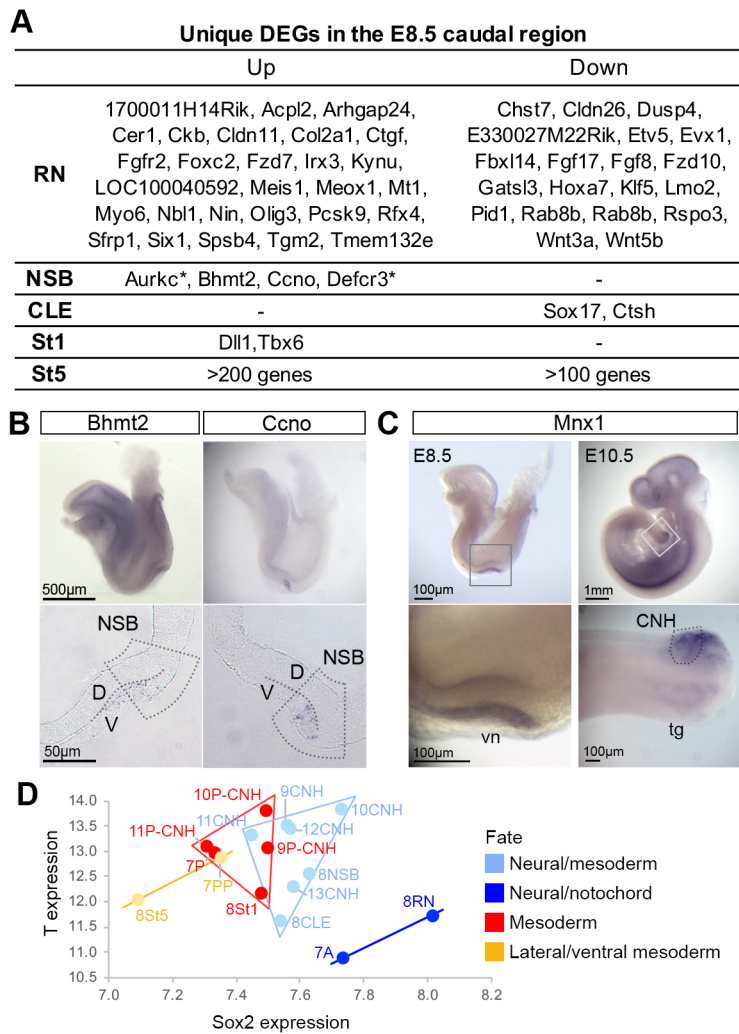 A
Unique DEGs in the E8.5 caudal region
Up Down
RN
1700011H14Rik, Acpl2, Arhgap24,
Cer1, Ckb, Cldn11, Col2a1, Ctgf,
Fgfr2, Foxc2, Fzd7, Irx3, Kynu,
LOC100040592, Meis1, Meox1, Mt1,
Myo6, Nbl1, Nin, Olig3, Pcsk9, Rfx4,
Sfrp1, Six1, Spsb4, Tgm2, Tmem132e
Chst7, Cldn26, Dusp4,
E330027M22Rik, Etv5, Evx1,
Fbxl14, Fgf17, Fgf8, Fzd10,
Gatsl3, Hoxa7, Klf5, Lmo2,
Pid1, Rab8b, Rab8b, Rspo3,
Wnt3a, Wnt5b
NSB Aurkc*, Bhmt2, Ccno, Defcr3* -
CLE - Sox17, Ctsh
St1 Dll1,Tbx6 -
St5 >200 genes >100 genes
B
Bhmt2 Ccno
500µm
NSB
D
V
50µm
NSB
D
V
C
Mnx1
E8.5
100µm
E10.5
1mm
vn
100µm
CNH
tg
100µm
D
T expression
14.0
13.5
13.0
12.5
12.0
11.5
11.0
10.5
7.0 7.2 7.4 7.6 7.8 8.0 8.2
Sox2 expression
9CNH
10P-CNH
10CNH
11CNH
12CNH
11P-CNH
9P-CNH
7P
7PP
8NSB
13CNH
8St5
8St1
8CLE
8RN
7A
Fate
Neural/mesoderm
Neural/notochord
Mesoderm
Lateral/ventral mesoderm